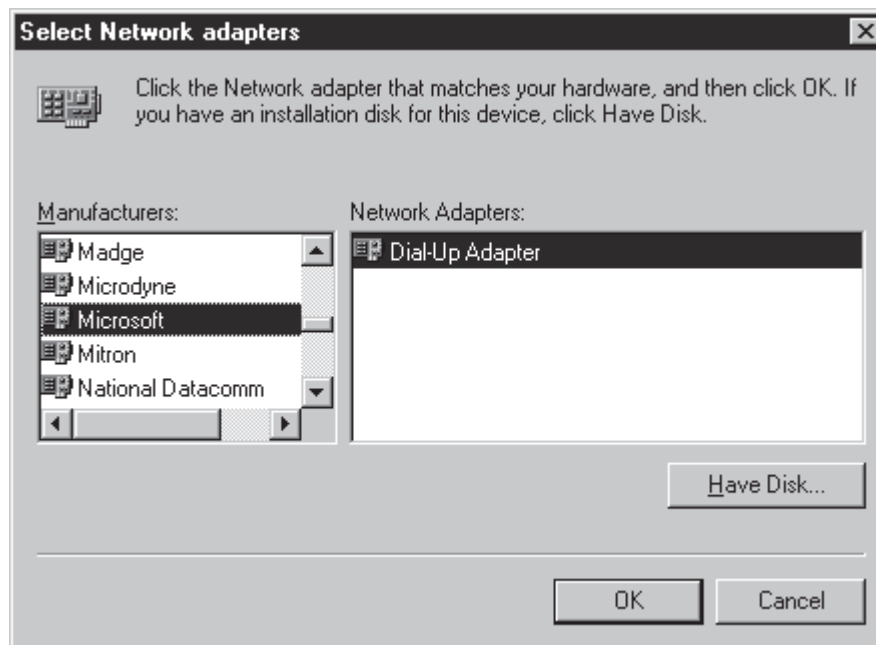 Select Network adapters
Click the Network adapter that matches your hardware, and then click OK. If
you have an installation disk for this device, click Have Disk.
Manufacturers:
Madge
Microdyne
Microsoft
Mitron
National Datacomm
Network Adapters:
Dial-Up Adapter
Have Disk...
OK
Cancel